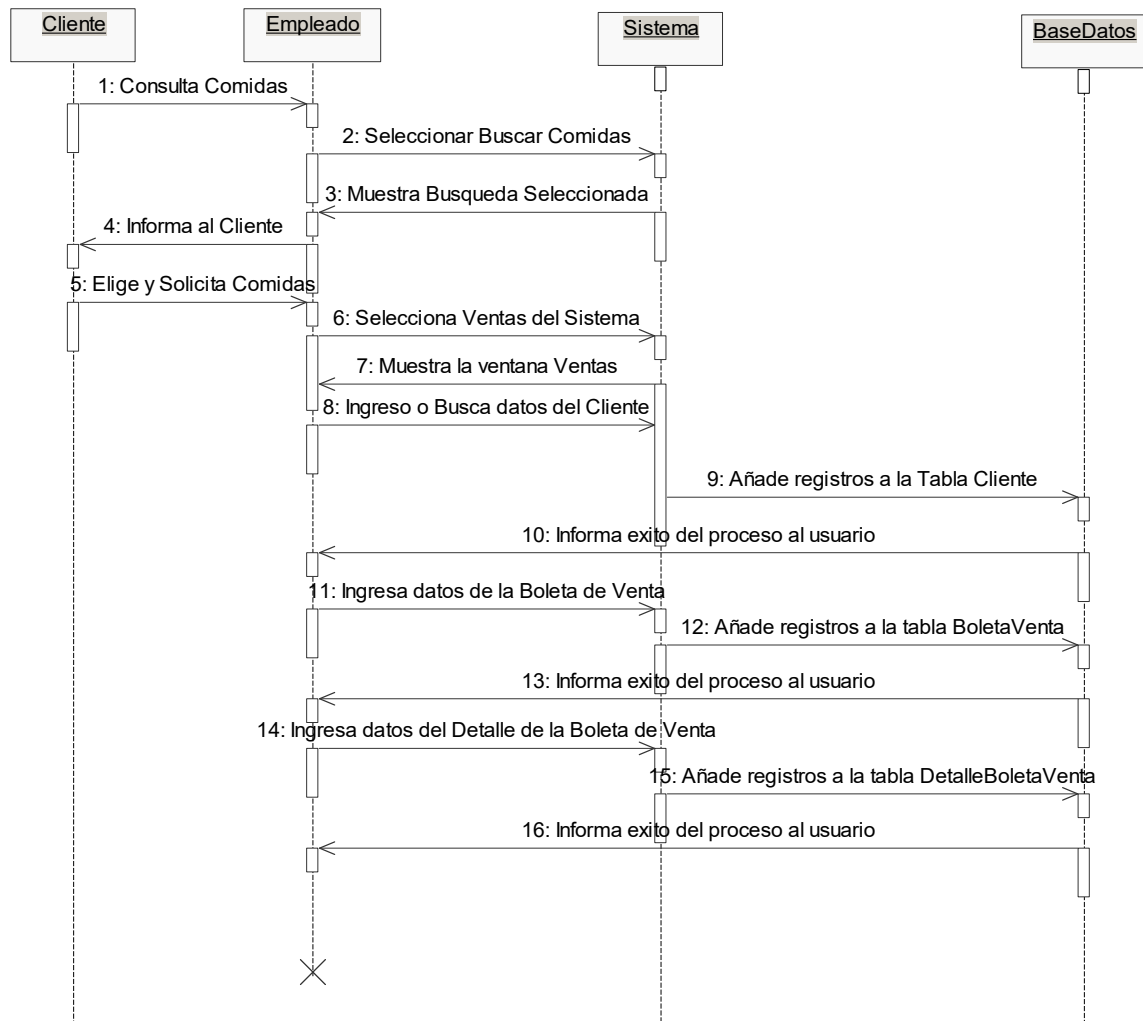 Cliente
Empleado
Sistema
BaseDatos
1: Consulta Comidas
2: Seleccionar Buscar Comidas
3: Muestra Busqueda Seleccionada
4: Informa al Cliente
5: Elige y Solicita Comidas
6: Selecciona Ventas del Sistema
7: Muestra la ventana Ventas
8: Ingreso o Busca datos del Cliente
9: Añade registros a la Tabla Cliente
10: Informa exito del proceso al usuario
11: Ingresa datos de la Boleta de Venta
12: Añade registros a la tabla BoletaVenta
13: Informa exito del proceso al usuario
14: Ingresa datos del Detalle de la Boleta de Venta
15: Añade registros a la tabla DetalleBoletaVenta
16: Informa exito del proceso al usuario